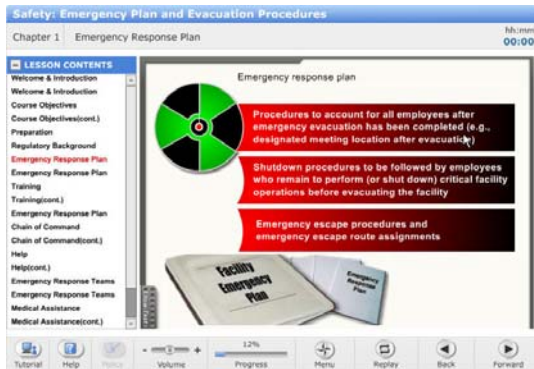 Safety: Emergency Plan and Evacuation Procedures
Chapter 1 Emergency Response Plan
hh:mm
00:00
LESSON CONTENTS
Welcome & Introduction
Welcome & Introduction
Course Objectives
Course Objectives(cont.)
Preparation
Regulatory Background
Emergency Response Plan
Emergency Response Plan
Training
Training(cont.)
Emergency Response Plan
Chain of Command
Chain of Command(cont.)
Help
Help(cont.)
Emergency Response Teams
Emergency Response Teams
Medical Assistance
Medical Assistance(cont.)
Emergency response plan
Procedures to account for all employees after
emergency evacuation has been completed (e.g.,
designated meeting location after evacuation)
Shutdown procedures to be followed by employees
who remain to perform (or shut down) critical facility
operations before evacuating the facility
Emergency escape procedures and
emergency escape route assignments
Facility
Emergency
Plan
Emergency
Response
Plan
- +
12%
Tutorial
Help
Volume
Progress
Menu
Replay
Back
Forward